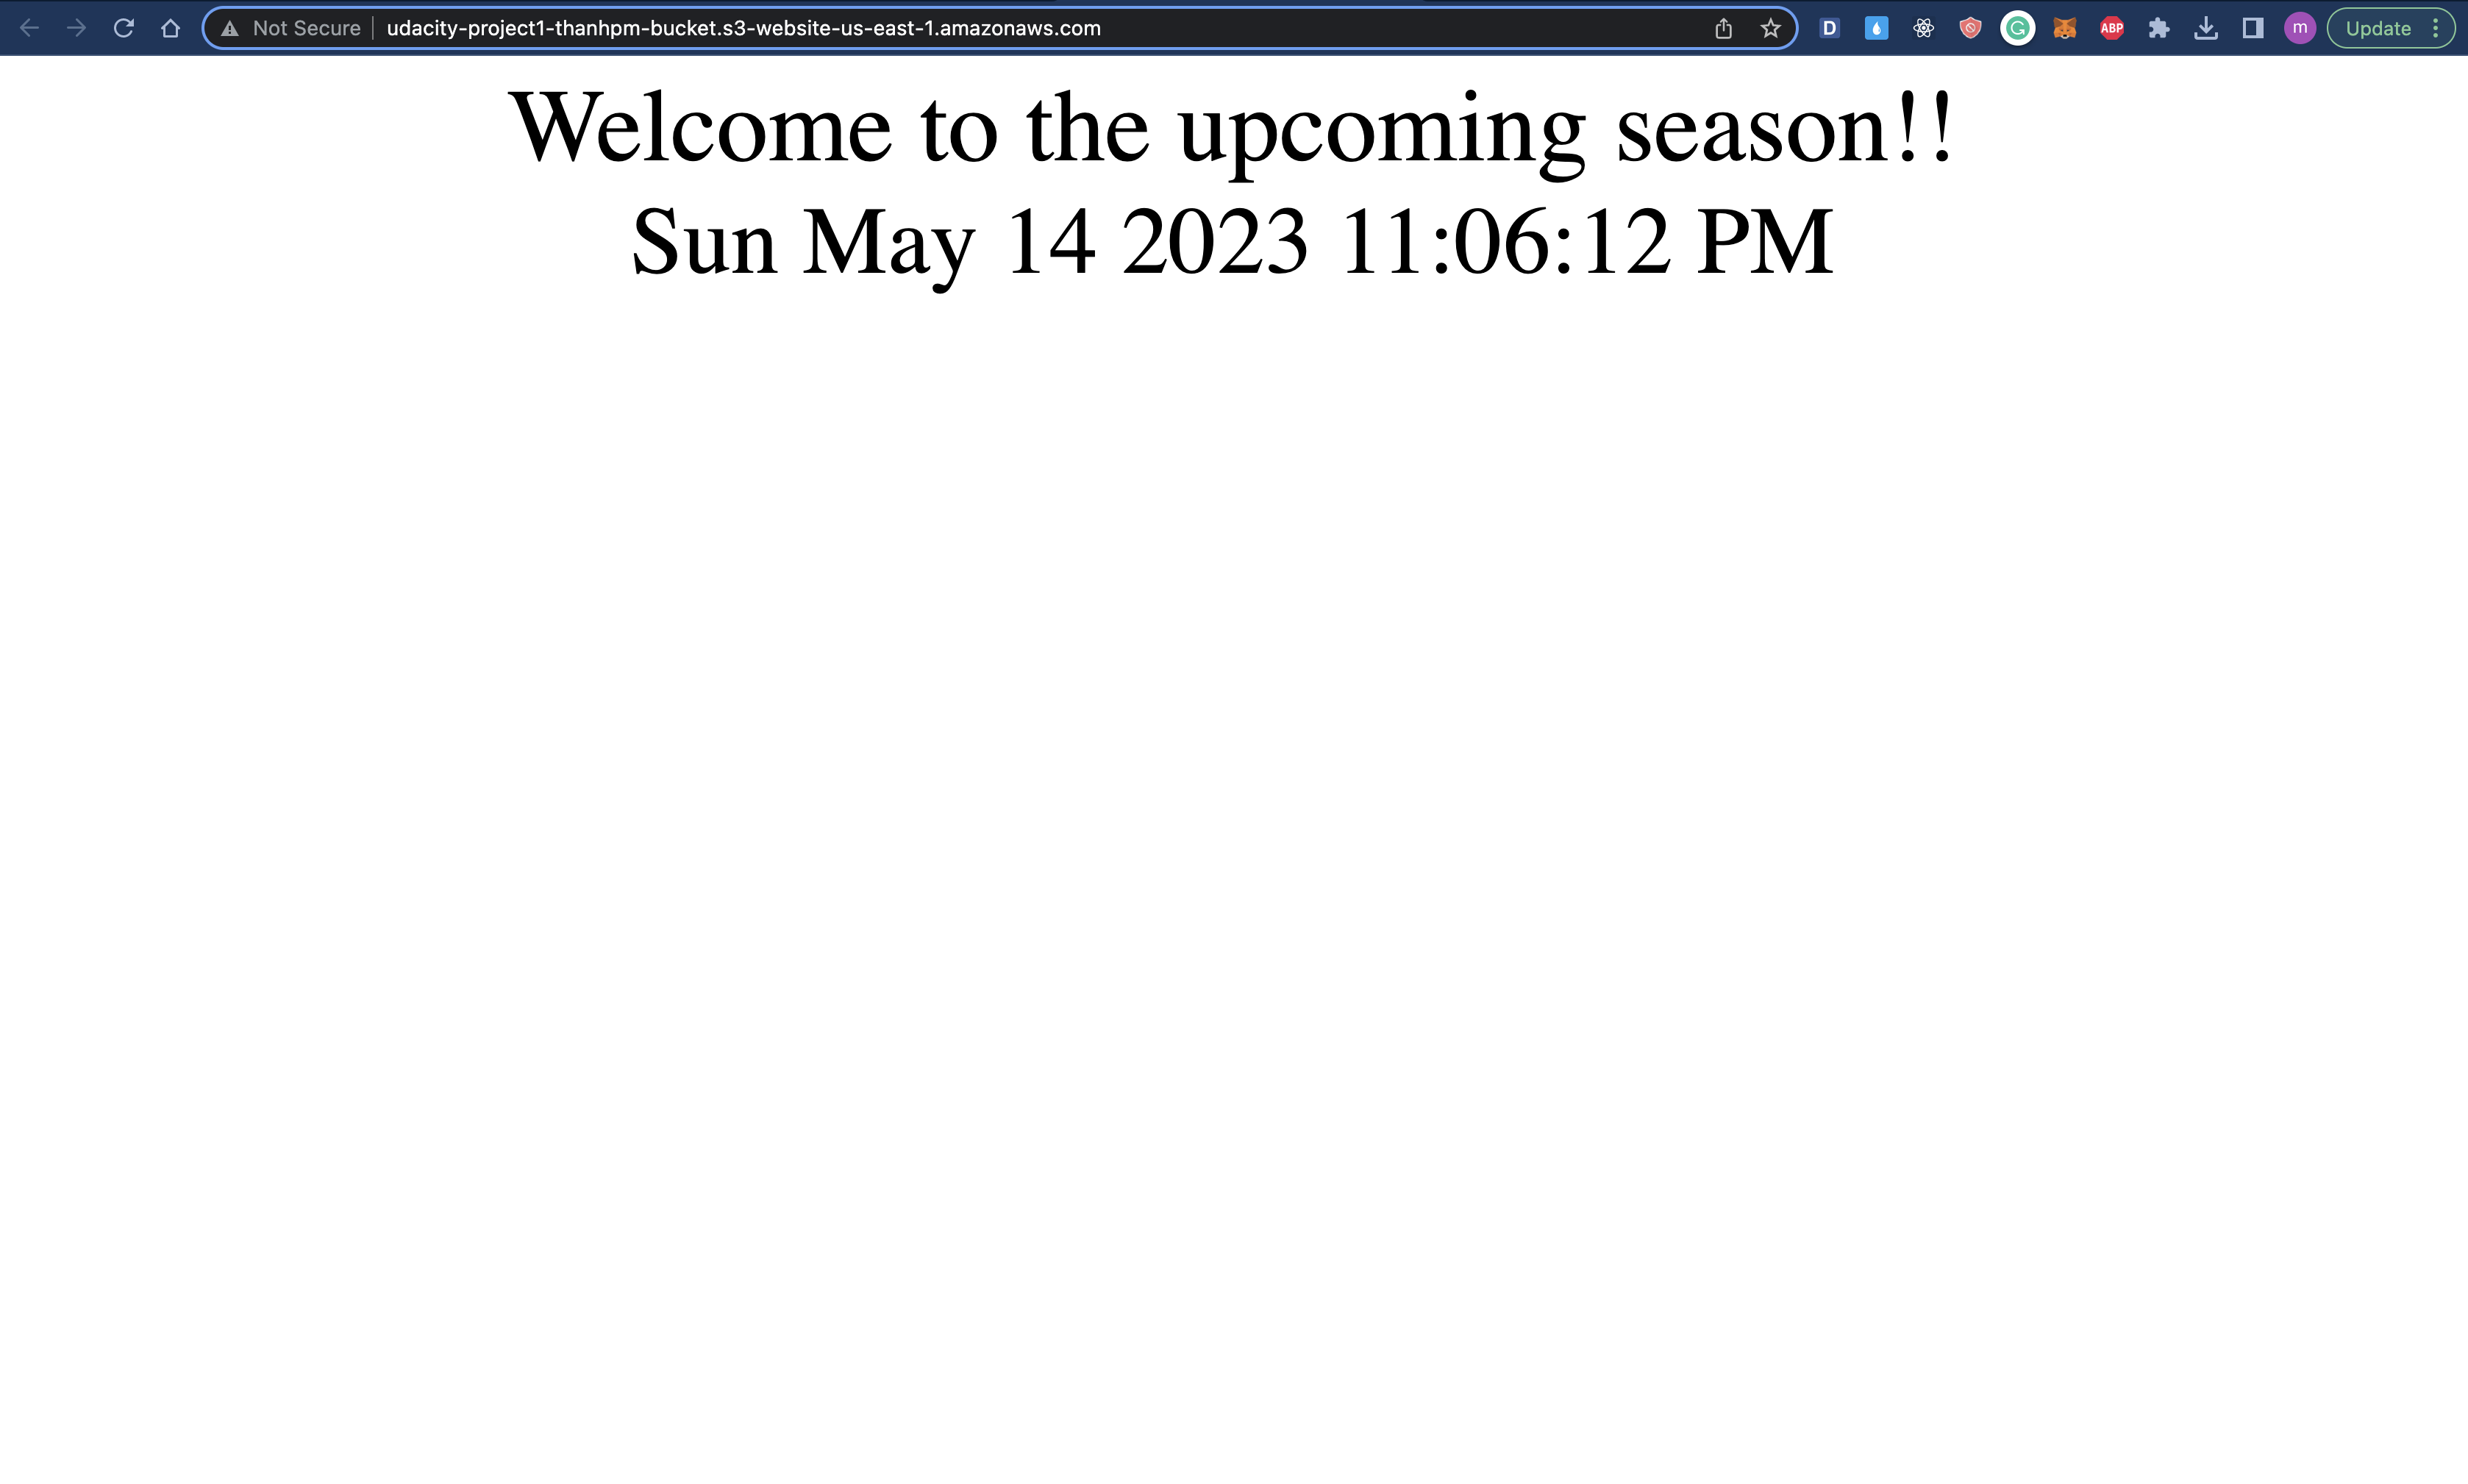 Not Secure udacity-project1-thanhpm-bucket.s3-website-us-east-1.amazonaws.com D G ABP m Update
Welcome to the upcoming season!!
Sun May 14 2023 11:06:12 PM